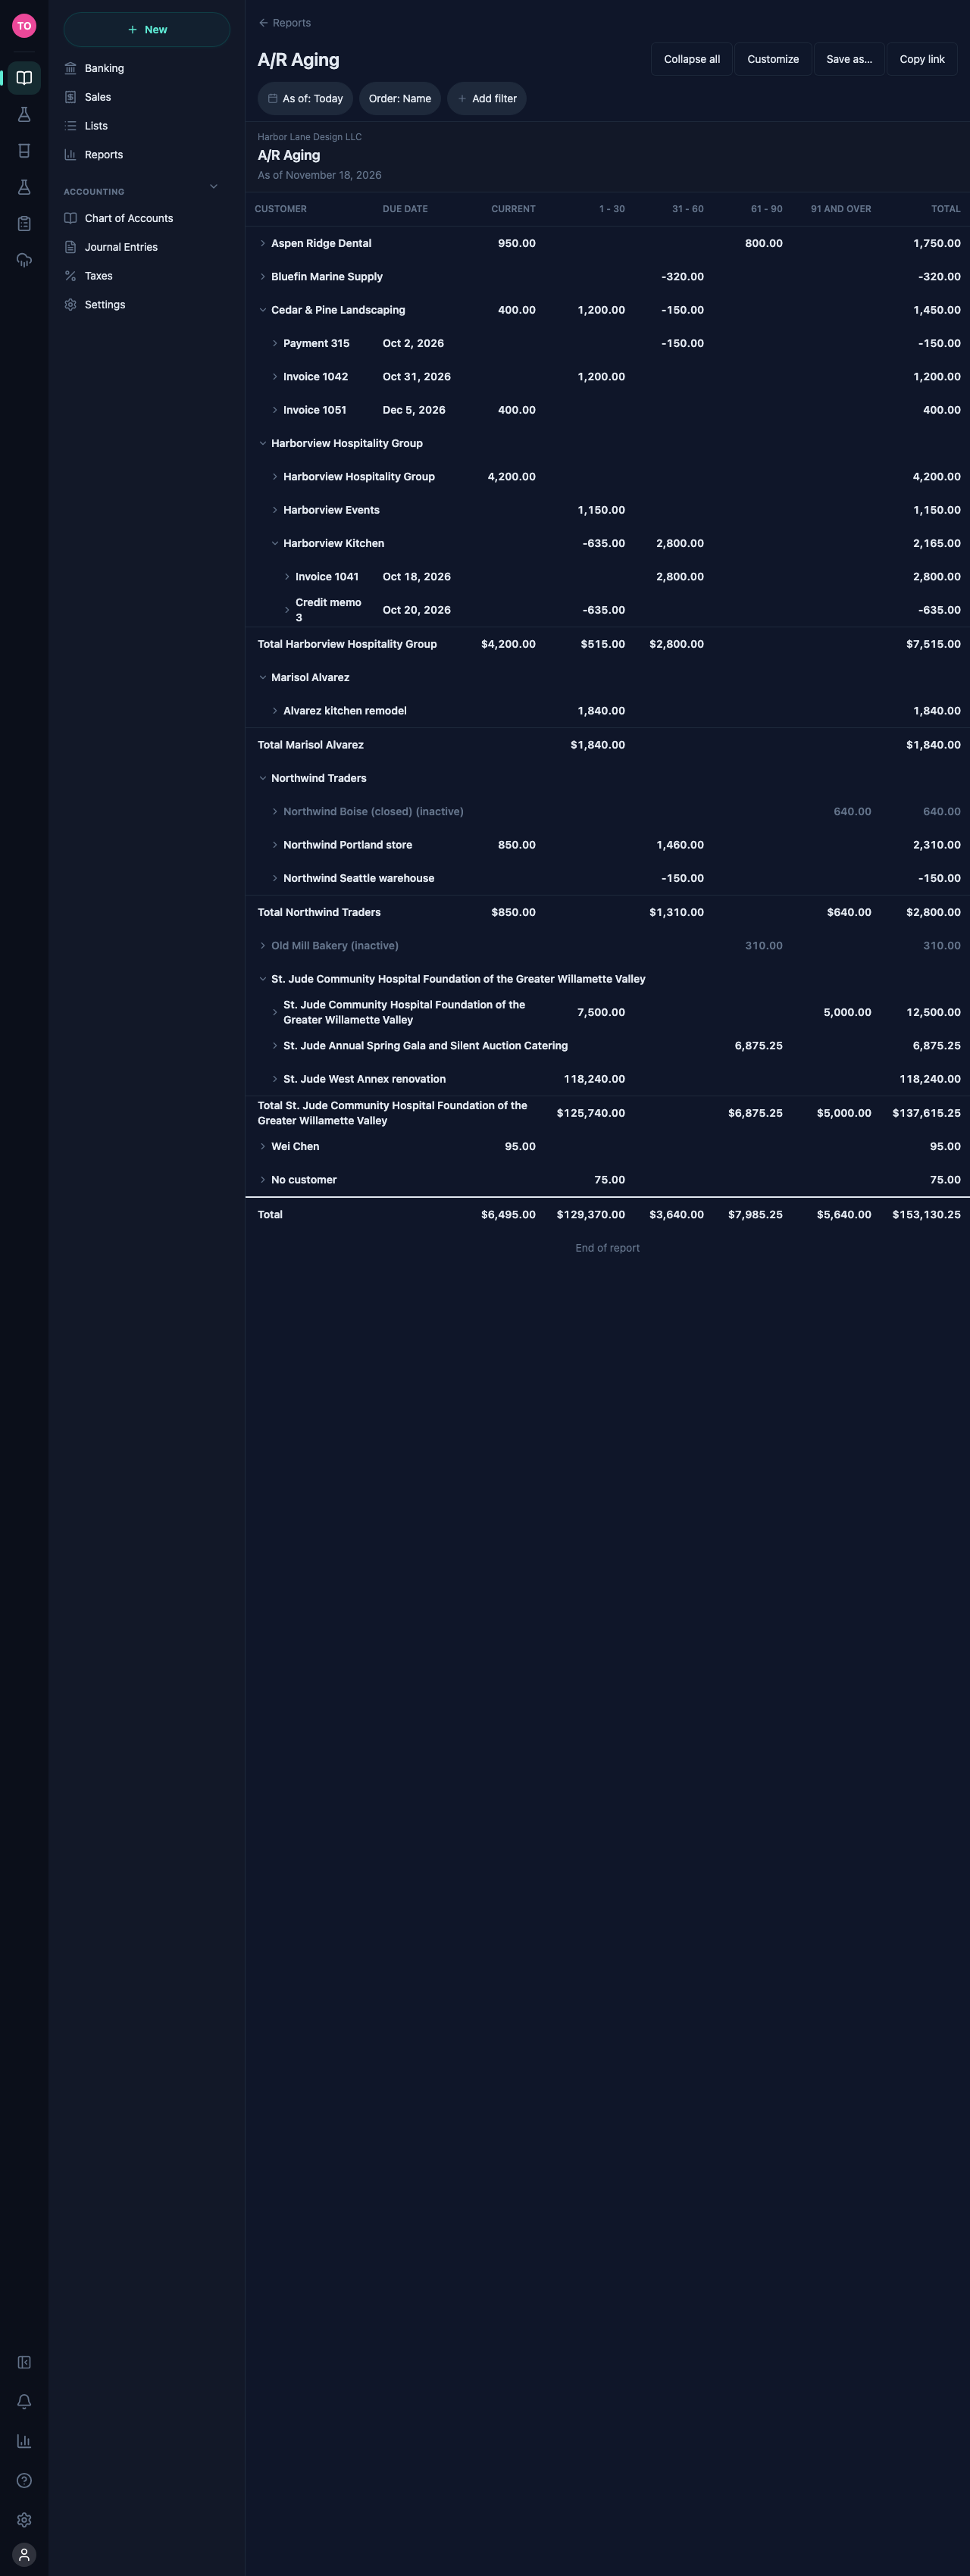 TO
New
Banking
Sales
Lists
Reports
ACCOUNTING
Chart of Accounts
Journal Entries
Taxes
Settings
Reports
A/R Aging
Collapse all
Customize
Save as...
Copy link
As of: Today
Order: Name
Add filter
Harbor Lane Design LLC
A/R Aging
As of November 18, 2026
CUSTOMER DUE DATE CURRENT 1 - 30 31 - 60 61 - 90 91 AND OVER TOTAL
Aspen Ridge Dental 950.00 800.00 1,750.00
Bluefin Marine Supply -320.00 -320.00
Cedar & Pine Landscaping 400.00 1,200.00 -150.00 1,450.00
Payment 315 Oct 2, 2026 -150.00 -150.00
Invoice 1042 Oct 31, 2026 1,200.00 1,200.00
Invoice 1051 Dec 5, 2026 400.00 400.00
Harborview Hospitality Group
Harborview Hospitality Group 4,200.00 4,200.00
Harborview Events 1,150.00 1,150.00
Harborview Kitchen -635.00 2,800.00 2,165.00
Invoice 1041 Oct 18, 2026 2,800.00 2,800.00
Credit memo
3 Oct 20, 2026 -635.00 -635.00
Total Harborview Hospitality Group $4,200.00 $515.00 $2,800.00 $7,515.00
Marisol Alvarez
Alvarez kitchen remodel 1,840.00 1,840.00
Total Marisol Alvarez $1,840.00 $1,840.00
Northwind Traders
Northwind Boise (closed) (inactive) 640.00 640.00
Northwind Portland store 850.00 1,460.00 2,310.00
Northwind Seattle warehouse -150.00 -150.00
Total Northwind Traders $850.00 $1,310.00 $640.00 $2,800.00
Old Mill Bakery (inactive) 310.00 310.00
St. Jude Community Hospital Foundation of the Greater Willamette Valley
St. Jude Community Hospital Foundation of the
Greater Willamette Valley 7,500.00 5,000.00 12,500.00
St. Jude Annual Spring Gala and Silent Auction Catering 6,875.25 6,875.25
St. Jude West Annex renovation 118,240.00 118,240.00
Total St. Jude Community Hospital Foundation of the
Greater Willamette Valley $125,740.00 $6,875.25 $5,000.00 $137,615.25
Wei Chen 95.00 95.00
No customer 75.00 75.00
Total $6,495.00 $129,370.00 $3,640.00 $7,985.25 $5,640.00 $153,130.25
End of report